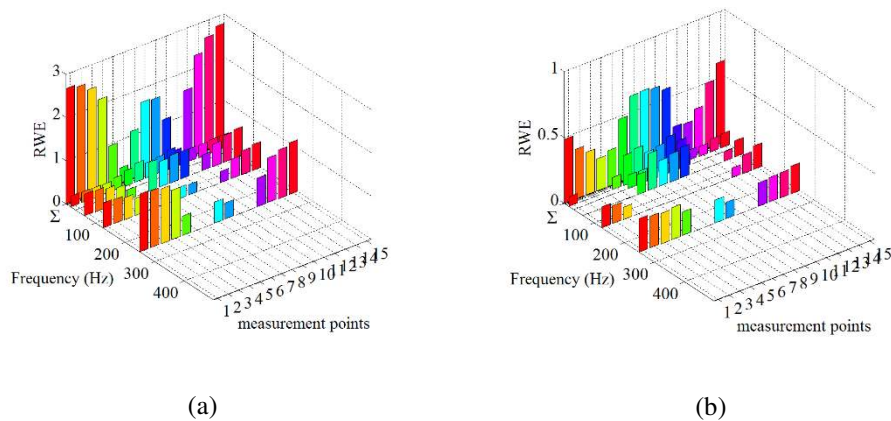 3
2
1
0
RWE
Σ
100
200
300
400
Frequency (Hz)
1 2 3 4 5 6 7 8 9 10 11 12 13 14 15
measurement points
(a)
1
0.5
0
RWE
Σ
100
200
300
400
Frequency (Hz)
1 2 3 4 5 6 7 8 9 10 11 12 13 14 15
measurement points
(b)